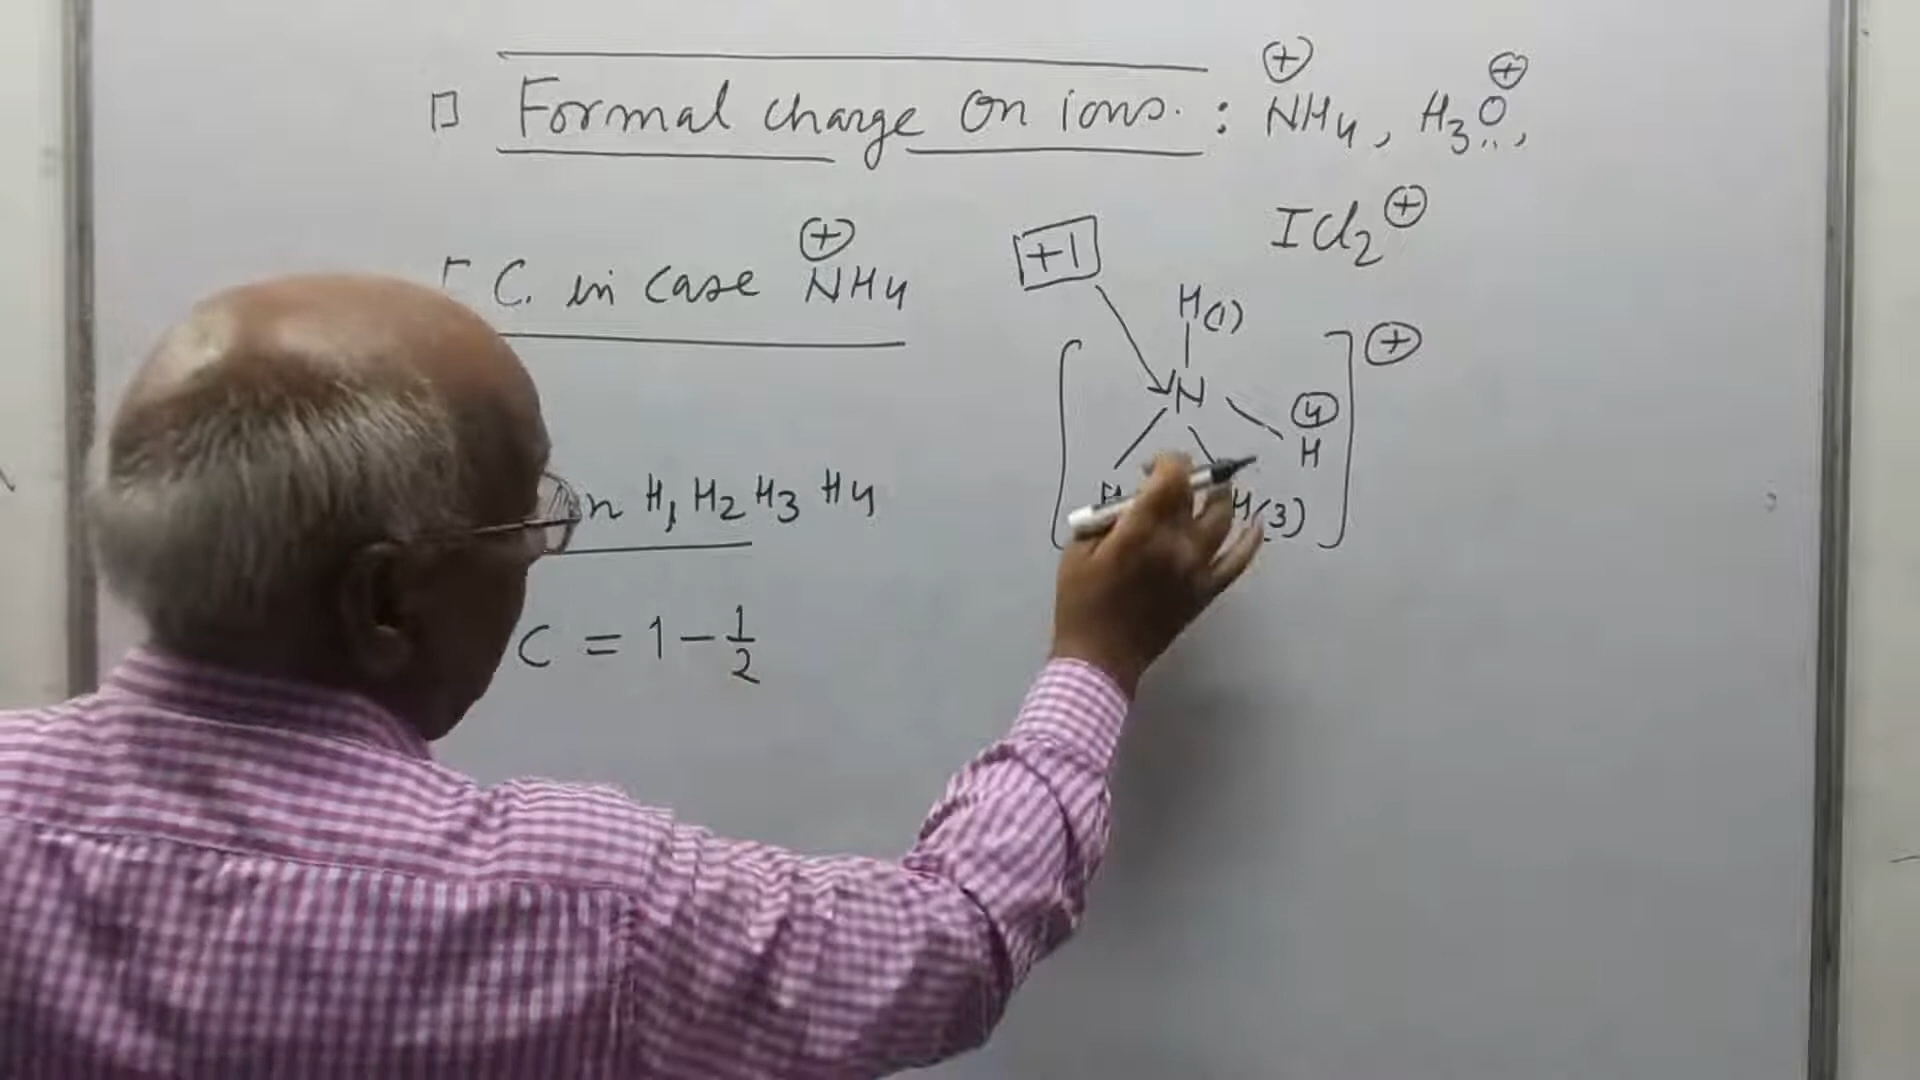 □ Formal charge on ions. : NH4⊕, H3O⊕,
ICl2⊕
C. in case NH4⊕
+1
H(1)
N
⊕
④
H
H
H(3)
n H1 H2 H3 H4
C = 1 - 1/2